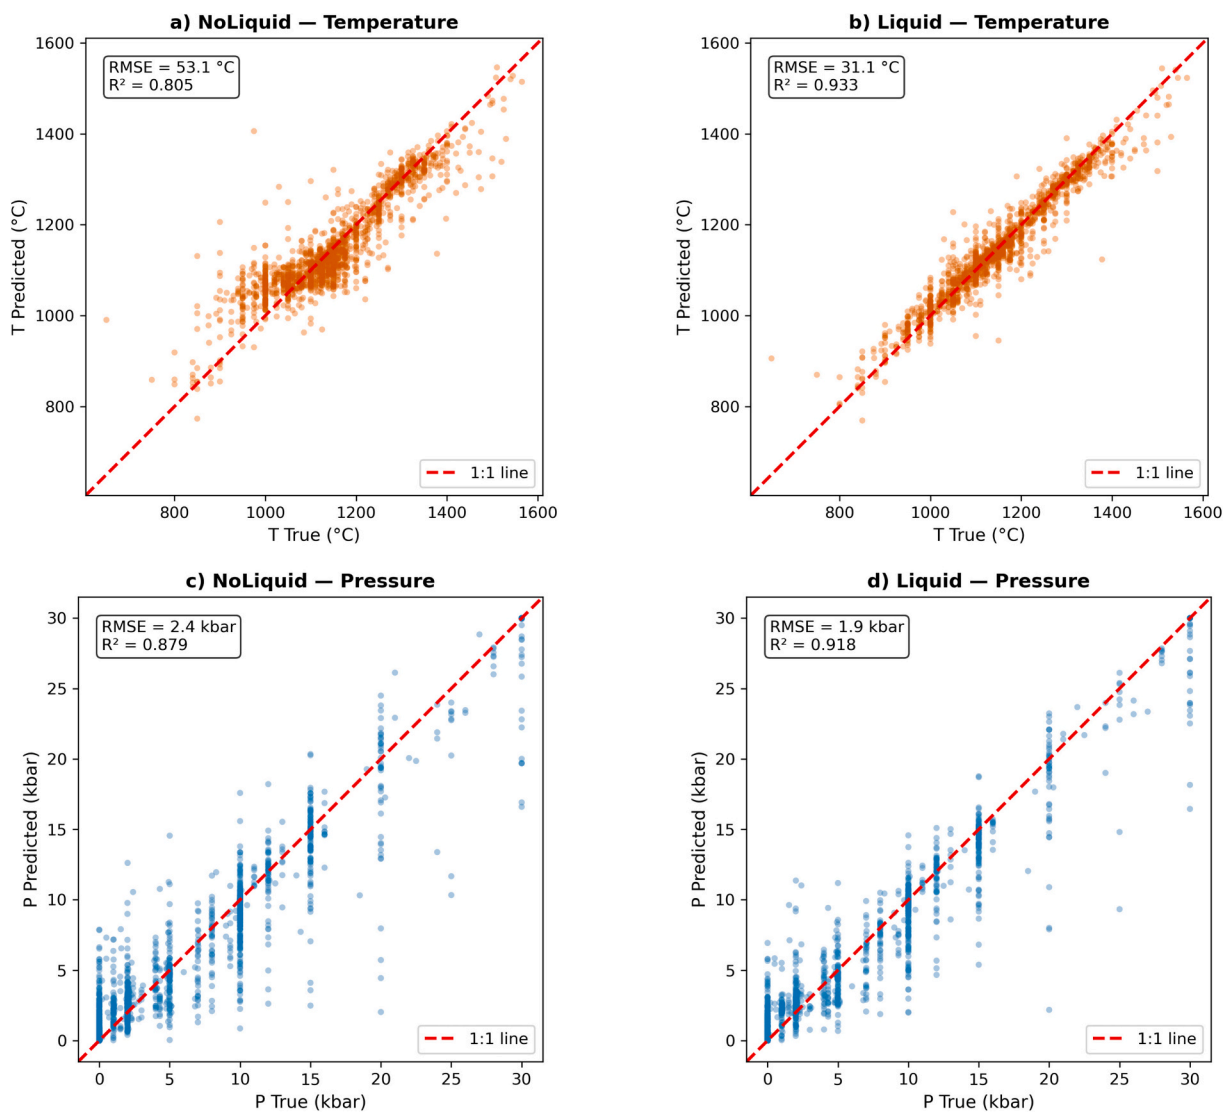 a) NoLiquid — Temperature
1600
1400
1200
1000
800
T Predicted (°C)
RMSE = 53.1 °C
R² = 0.805
1:1 line
800 1000 1200 1400 1600
T True (°C)
b) Liquid — Temperature
1600
1400
1200
1000
800
T Predicted (°C)
RMSE = 31.1 °C
R² = 0.933
1:1 line
800 1000 1200 1400 1600
T True (°C)
c) NoLiquid — Pressure
30
25
20
15
10
5
0
P Predicted (kbar)
RMSE = 2.4 kbar
R² = 0.879
1:1 line
0 5 10 15 20 25 30
P True (kbar)
d) Liquid — Pressure
30
25
20
15
10
5
0
P Predicted (kbar)
RMSE = 1.9 kbar
R² = 0.918
1:1 line
0 5 10 15 20 25 30
P True (kbar)